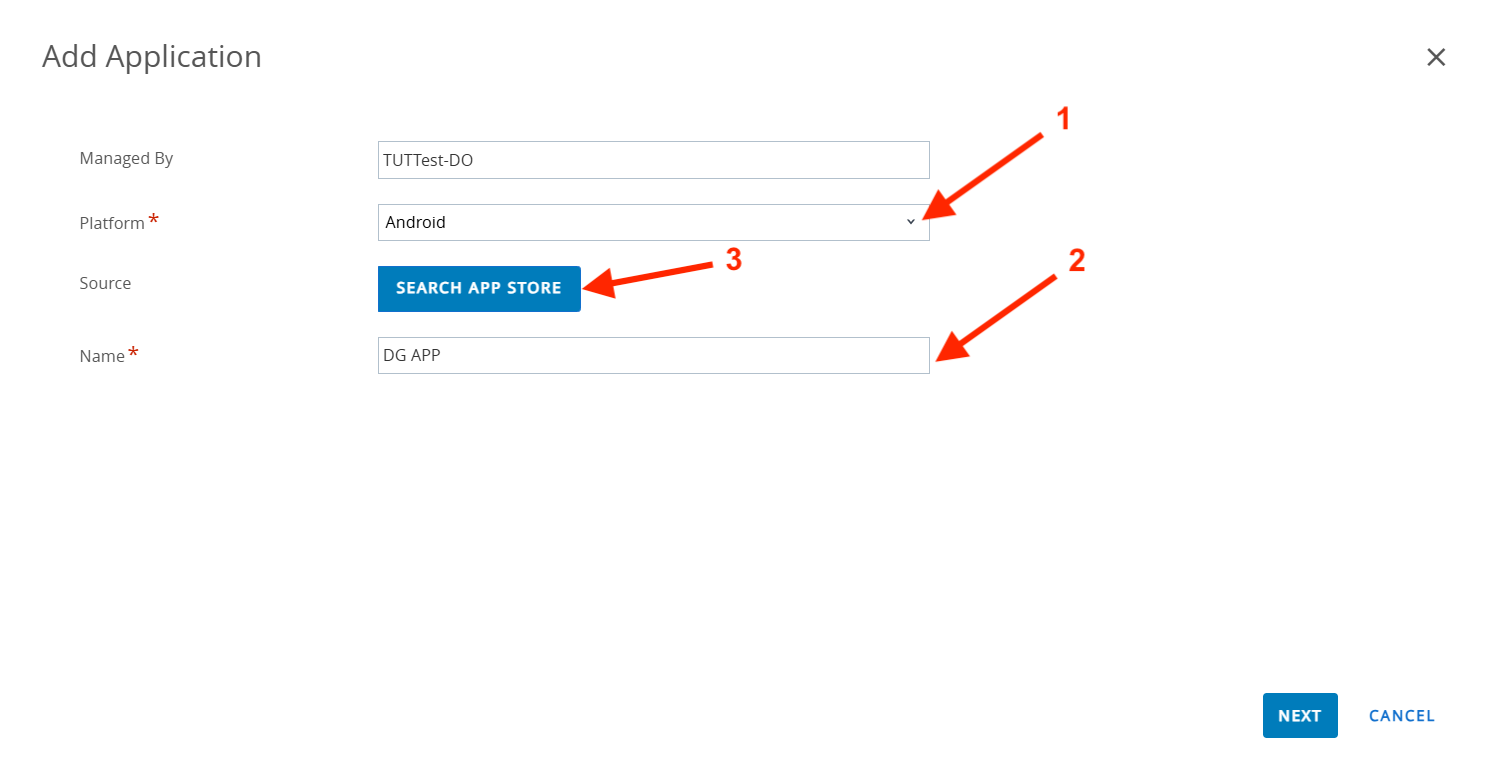 Add Application
1
Managed By TUTTest-DO
Platform * Android
3
2
Source SEARCH APP STORE
Name * DG APP
NEXT CANCEL